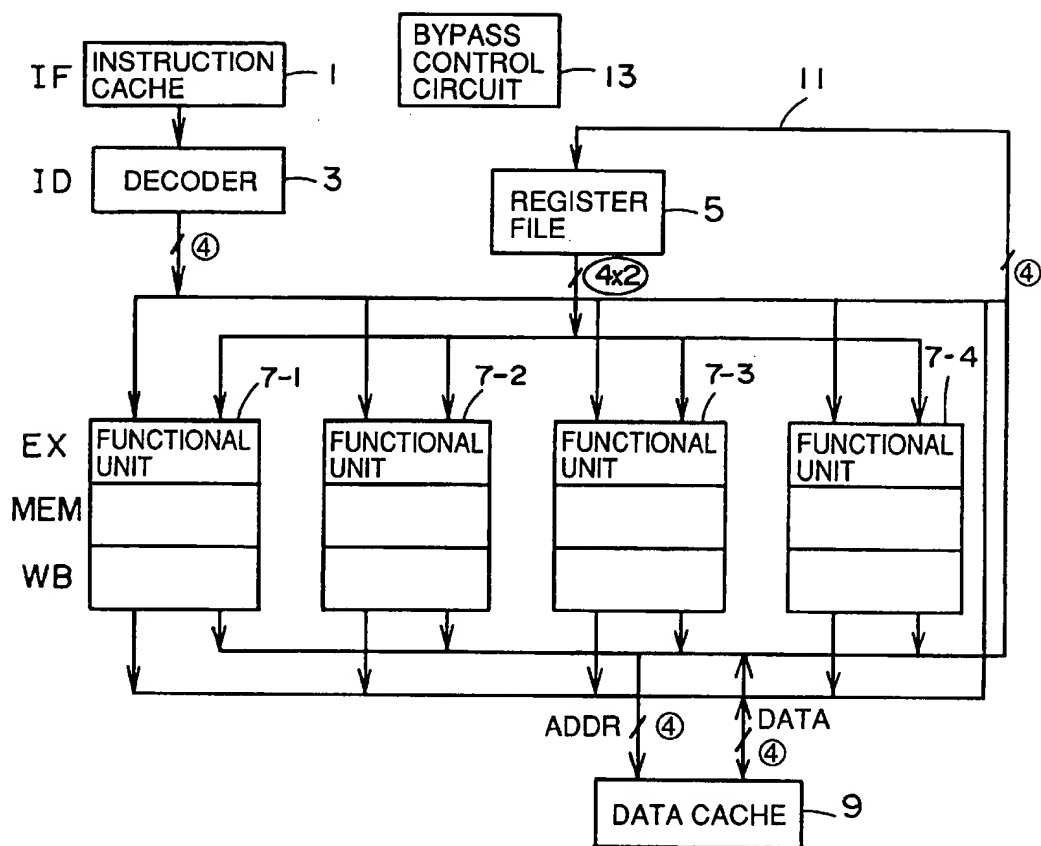 IF
INSTRUCTION
CACHE
1
BYPASS
CONTROL
CIRCUIT
13
11
ID
DECODER
3
REGISTER
FILE
5
④
4x2
④
7-1
7-2
7-3
7-4
EX
FUNCTIONAL
UNIT
FUNCTIONAL
UNIT
FUNCTIONAL
UNIT
FUNCTIONAL
UNIT
MEM
WB
ADDR
④
DATA
④
DATA CACHE
9